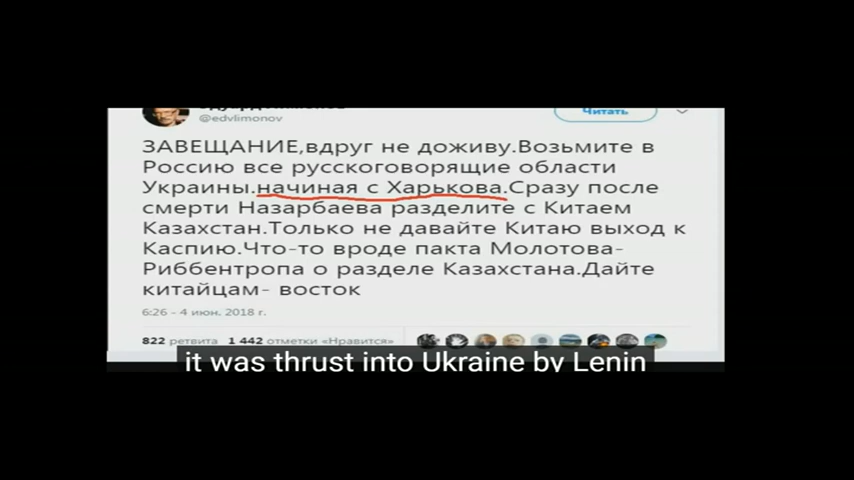 @edvlimonov
Читать
ЗАВЕЩАНИЕ,вдруг не доживу.Возьмите в
Россию все русскоговорящие области
Украины.начиная с Харькова.Сразу после
смерти Назарбаева разделите с Китаем
Казахстан.Только не давайте Китаю выход к
Каспию.Что-то вроде пакта Молотова-
Риббентропа о разделе Казахстана.Дайте
китайцам- восток
6:26 - 4 июн. 2018 г.
822 ретвита 1 442 отметки «Нравится»
it was thrust into Ukraine by Lenin